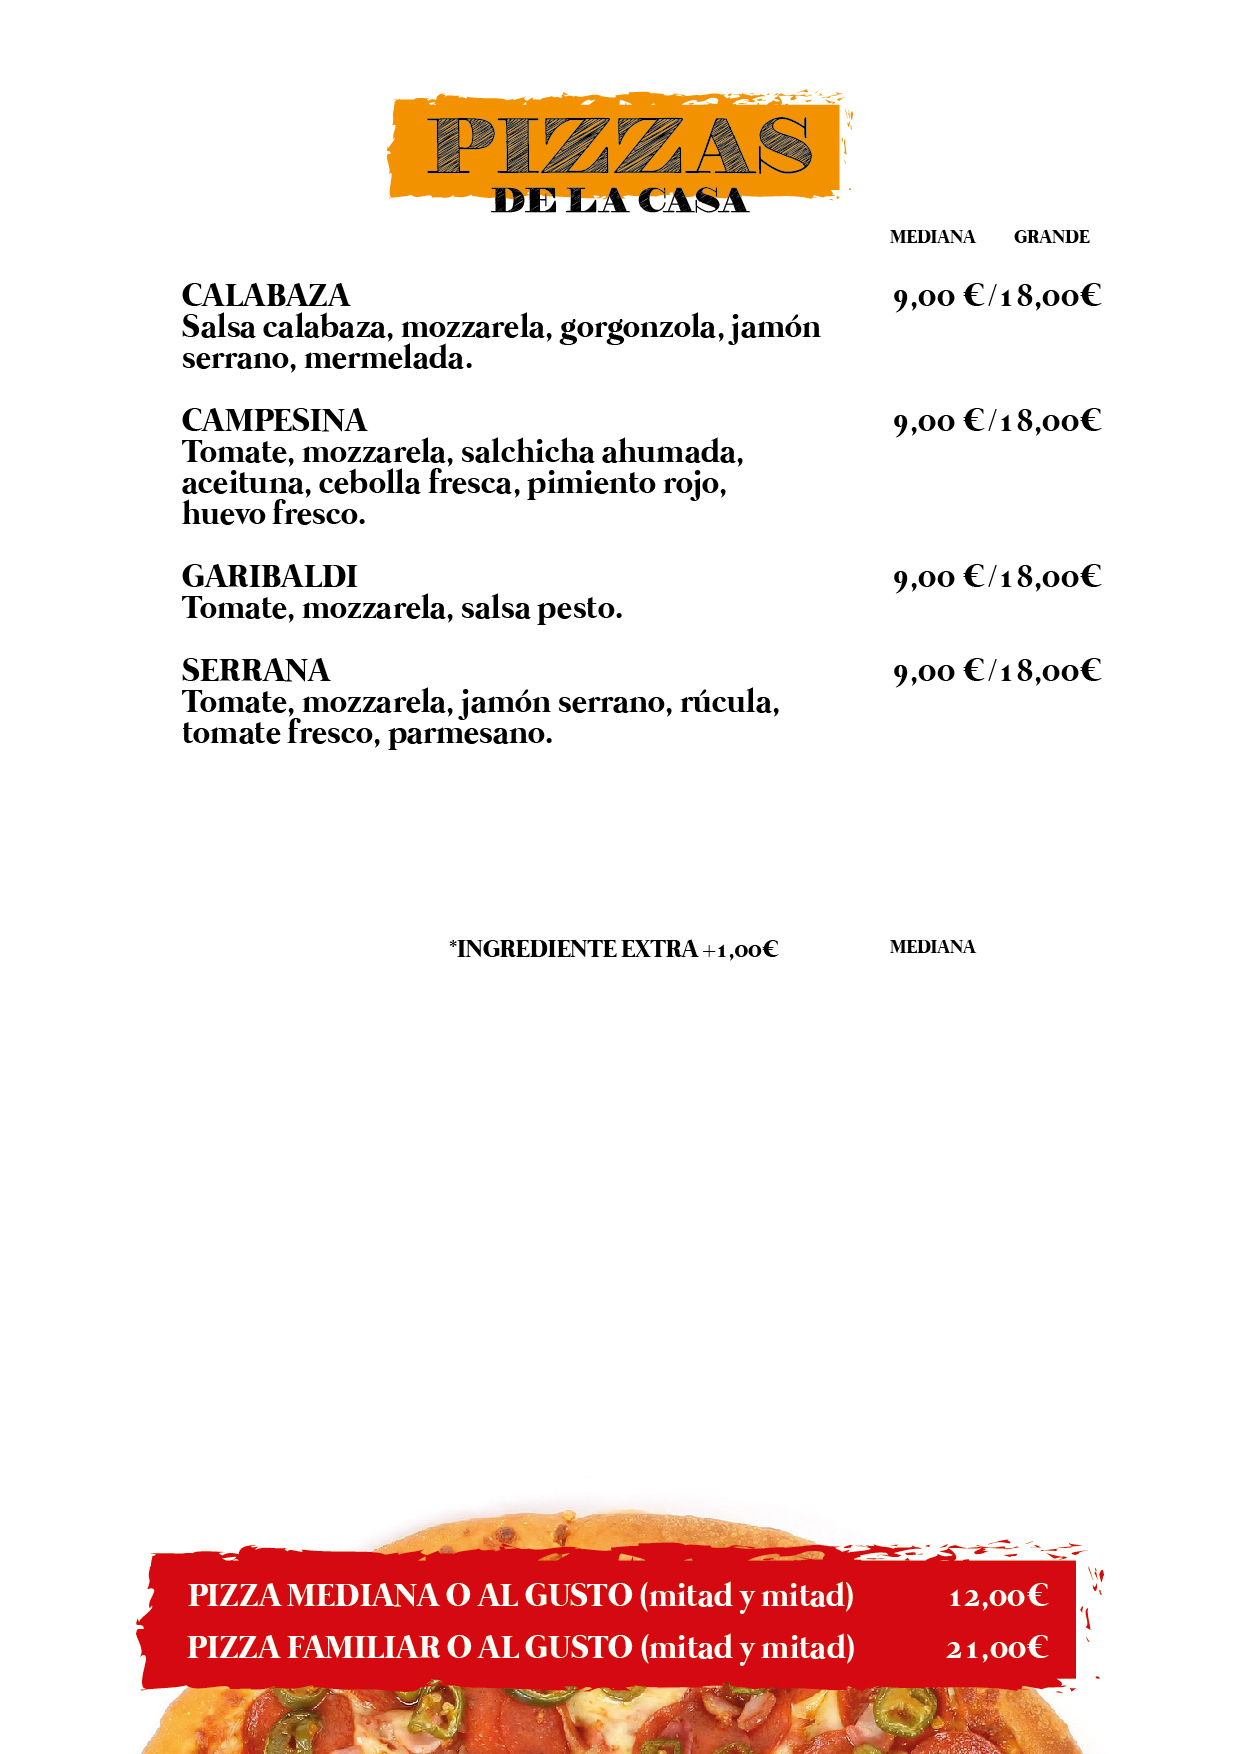 PIZZAS
DE LA CASA
MEDIANA GRANDE
CALABAZA 9,00 €/18,00€
Salsa calabaza, mozzarela, gorgonzola, jamón
serrano, mermelada.
CAMPESINA 9,00 €/18,00€
Tomate, mozzarela, salchicha ahumada,
aceituna, cebolla fresca, pimiento rojo,
huevo fresco.
GARIBALDI 9,00 €/18,00€
Tomate, mozzarela, salsa pesto.
SERRANA 9,00 €/18,00€
Tomate, mozzarela, jamón serrano, rúcula,
tomate fresco, parmesano.
*INGREDIENTE EXTRA +1,00€ MEDIANA
PIZZA MEDIANA O AL GUSTO (mitad y mitad) 12,00€
PIZZA FAMILIAR O AL GUSTO (mitad y mitad) 21,00€